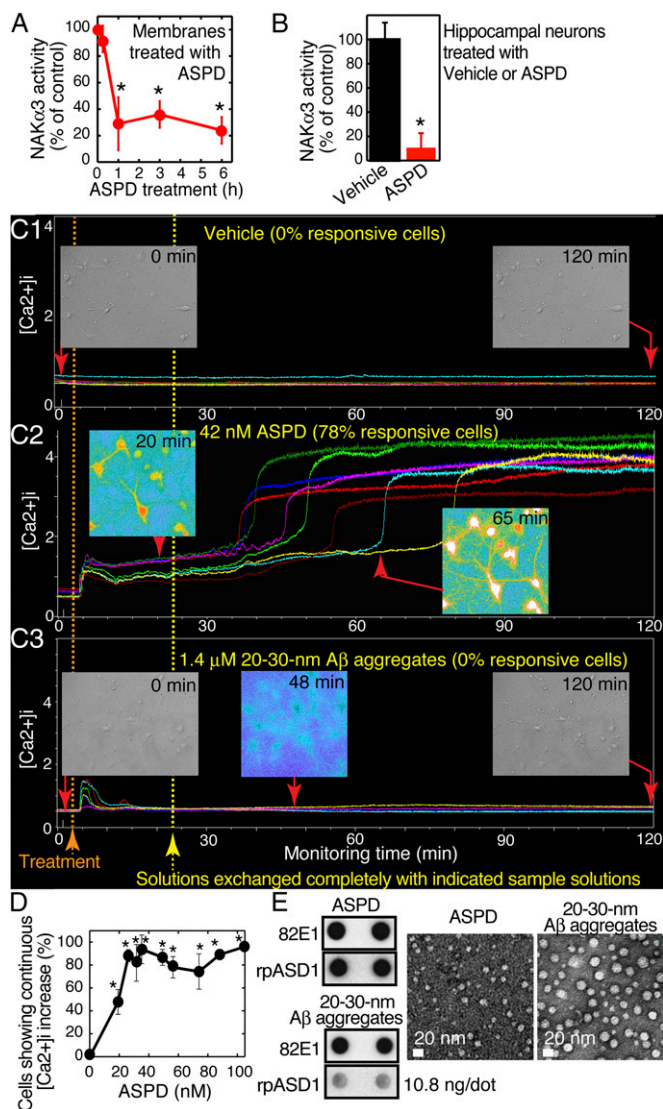 A
Membranes
treated with
ASPD
NAKα3 activity
(% of control)
100
80
60
40
20
0
* * *
0 1 2 3 4 5 6
ASPD treatment (h)
B
Hippocampal neurons
treated with
Vehicle or ASPD
NAKα3 activity
(% of control)
100
80
60
40
20
0
*
Vehicle
ASPD
C1
Vehicle (0% responsive cells)
[Ca2+]i
4
2
0
0 min
120 min
0 30 60 90 120
C2
42 nM ASPD (78% responsive cells)
[Ca2+]i
4
2
0
20 min
65 min
C3
1.4 μM 20-30-nm Aβ aggregates (0% responsive cells)
[Ca2+]i
4
2
0
0 min
48 min
120 min
0 30 60 90 120
Treatment
Monitoring time (min)
Solutions exchanged completely with indicated sample solutions
D
Cells showing continuous
[Ca2+]i increase (%)
100
80
60
40
20
0
* * * * * * * * *
0 20 40 60 80 100
ASPD (nM)
E
ASPD
82E1
rpASD1
20-30-nm
Aβ aggregates
82E1
rpASD1
10.8 ng/dot
ASPD
20 nm
20-30-nm
Aβ aggregates
20 nm